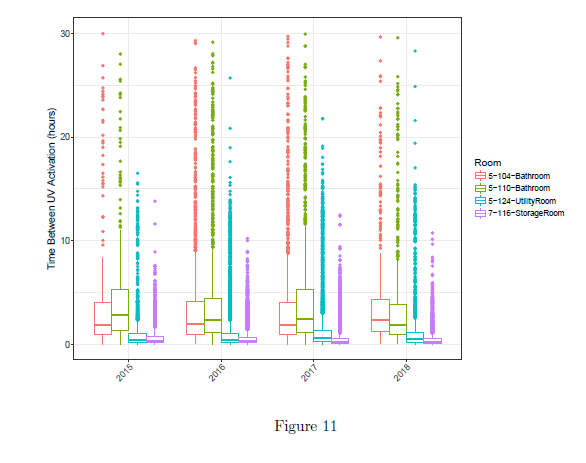 Time Between UV Activation (hours)
30
20
10
0
2015
2016
2017
2018
Room
5-104-Bathroom
5-110-Bathroom
5-124-UtilityRoom
7-116-StorageRoom
Figure 11